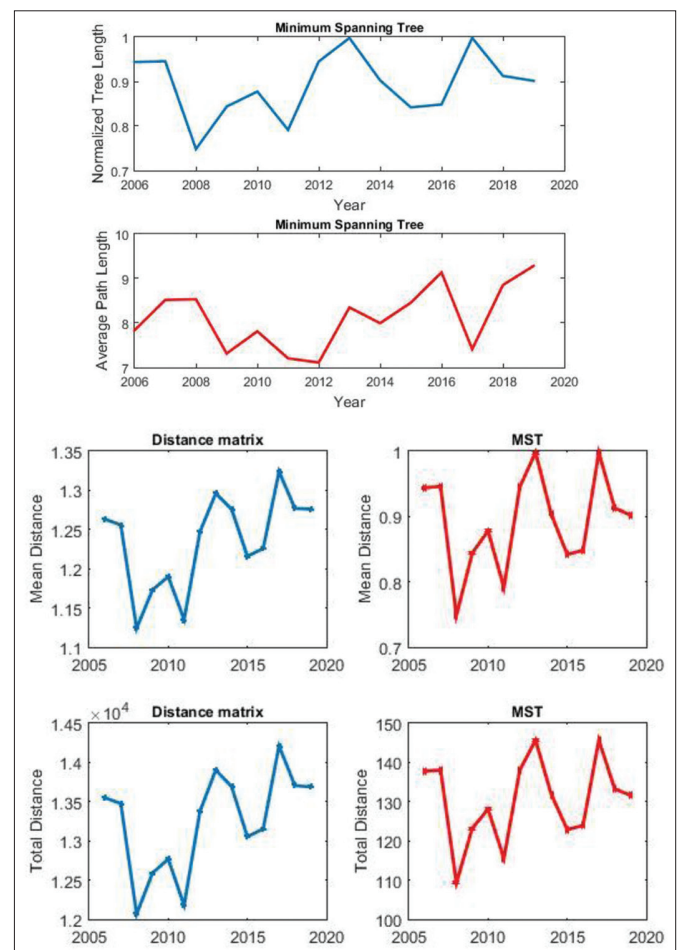 Minimum Spanning Tree
Normalized Tree Length
1
0.9
0.8
0.7
2006 2008 2010 2012 2014 2016 2018 2020
Year
Minimum Spanning Tree
Average Path Length
10
9
8
7
2006 2008 2010 2012 2014 2016 2018 2020
Year
Distance matrix
Mean Distance
1.35
1.3
1.25
1.2
1.15
1.1
2005 2010 2015 2020
MST
Mean Distance
1
0.9
0.8
0.7
2005 2010 2015 2020
Distance matrix
×10⁴
Total Distance
1.45
1.4
1.35
1.3
1.25
1.2
2005 2010 2015 2020
MST
Total Distance
150
140
130
120
110
100
2005 2010 2015 2020